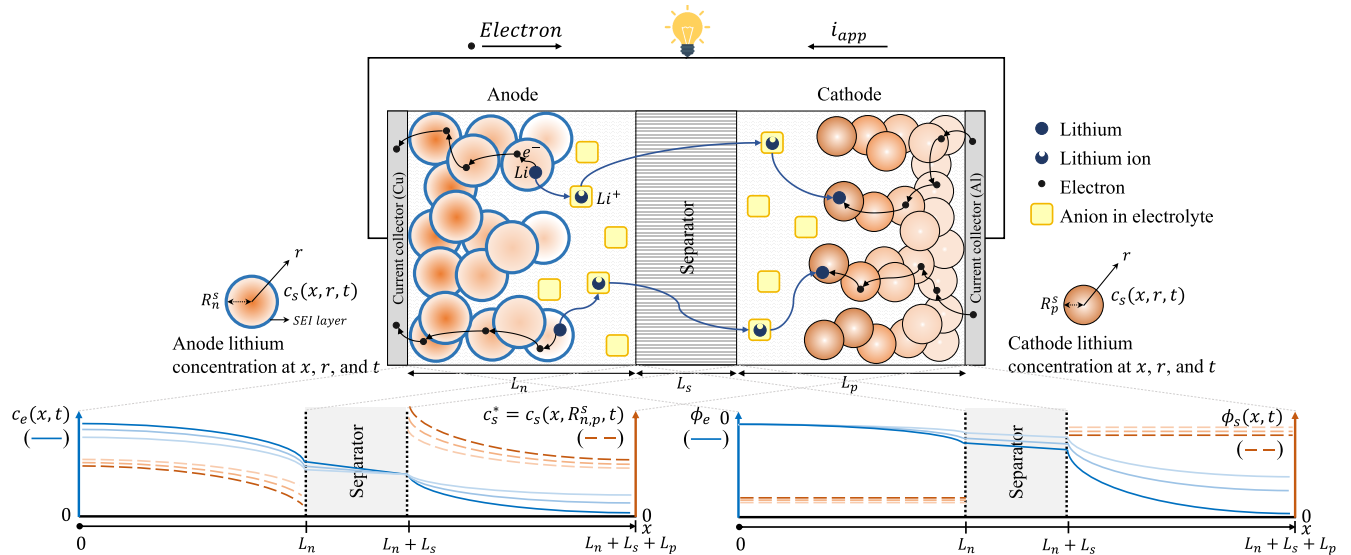 Electron
i_app
Anode
Cathode
Current collector (Cu)
e⁻
Li
Li⁺
Separator
Current collector (Al)
Lithium
Lithium ion
Electron
Anion in electrolyte
r
R_n^s
c_s(x, r, t)
SEI layer
Anode lithium
concentration at x, r, and t
r
R_p^s
c_s(x, r, t)
Cathode lithium
concentration at x, r, and t
L_n
L_s
L_p
c_e(x, t)
( )
c_s^* = c_s(x, R_{n,p}^s, t)
( )
Separator
0
0
x
0
L_n
L_n + L_s
L_n + L_s + L_p
0
ϕ_e
( )
ϕ_s(x, t)
( )
Separator
0
x
0
L_n
L_n + L_s
L_n + L_s + L_p